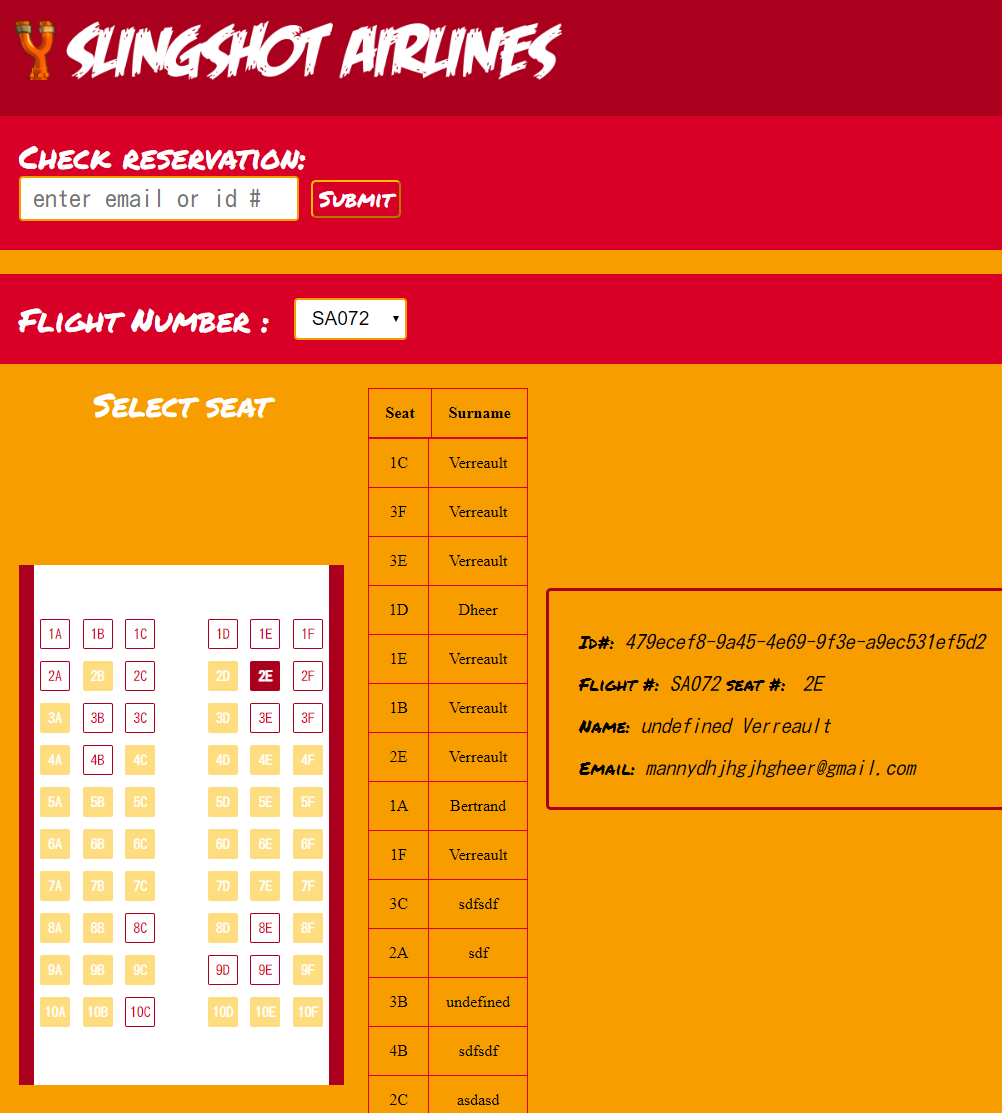 SLINGSHOT AIRLINES
Check reservation:
enter email or id #
Submit
Flight Number :
SA072
Select seat
1A 1B 1C 1D 1E 1F
2A 2B 2C 2D 2E 2F
3A 3B 3C 3D 3E 3F
4A 4B 4C 4D 4E 4F
5A 5B 5C 5D 5E 5F
6A 6B 6C 6D 6E 6F
7A 7B 7C 7D 7E 7F
8A 8B 8C 8D 8E 8F
9A 9B 9C 9D 9E 9F
10A 10B 10C 10D 10E 10F
Seat Surname
1C Verreault
3F Verreault
3E Verreault
1D Dheer
1E Verreault
1B Verreault
2E Verreault
1A Bertrand
1F Verreault
3C sdfsdf
2A sdf
3B undefined
4B sdfsdf
2C asdasd
Id#: 479ecef8-9a45-4e69-9f3e-a9ec531ef5d2
Flight #: SA072 seat #: 2E
Name: undefined Verreault
Email: mannydhjhgjhgheer@gmail.com